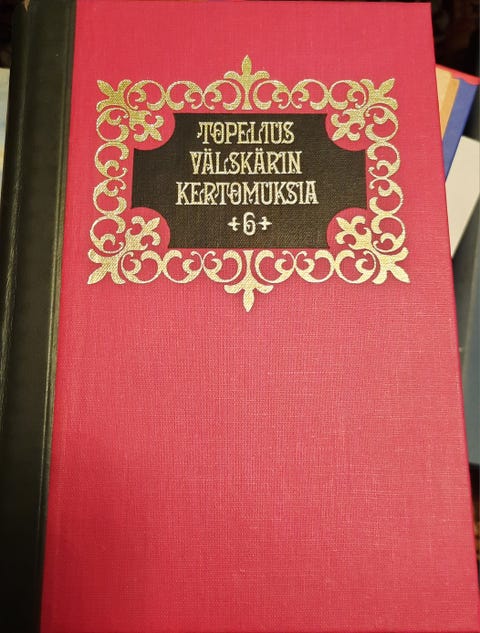 TOPELIUS
VÄLSKÄRIN
KERTOMUKSIA
6